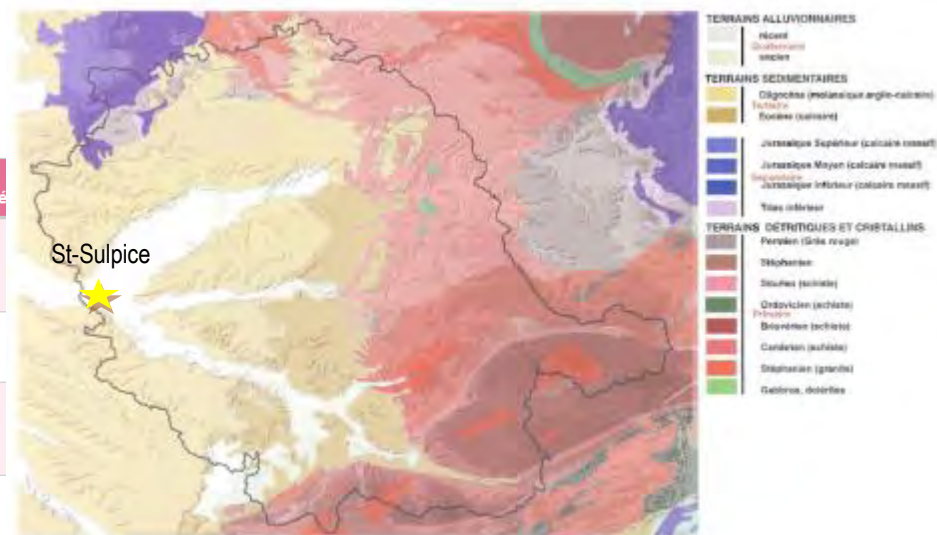 é
St-Sulpice
TERRAINS ALLUVIONNAIRES
récent
Quaternaire
ancien
TERRAINS SEDIMENTAIRES
Oligocène (molassique argilo-calcaire)
Tertiaire
Eocène (calcaire)
Jurassique Supérieur (calcaire massif)
Jurassique Moyen (calcaire massif)
Secondaire
Jurassique Inférieur (calcaire massif)
Trias inférieur
TERRAINS DÉTRITIQUES ET CRISTALLINS
Permien (Grès rouge)
Stéphanien
Silurien (schiste)
Ordovicien (schiste)
Primaire
Briovérien (schiste)
Cambrien (schiste)
Stéphanien (granite)
Gabbros, dolérites